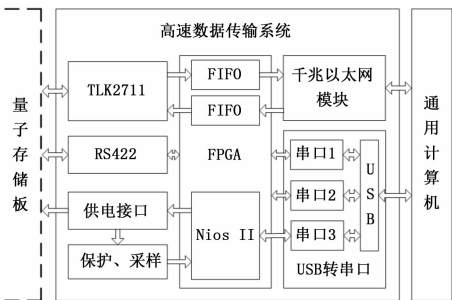 高速数据传输系统
量子存储板
TLK2711
FIFO
FIFO
千兆以太网
模块
RS422
FPGA
串口1
串口2
串口3
USB
USB转串口
供电接口
Nios II
保护、采样
通用计算机